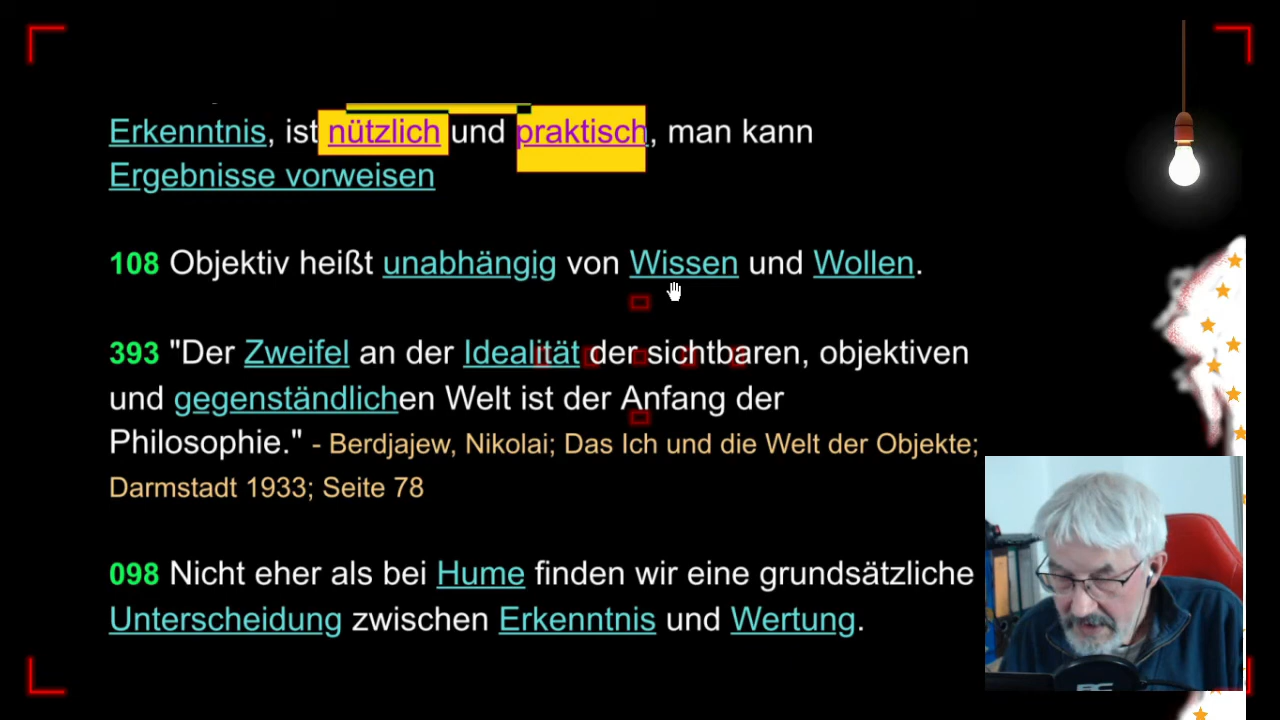 Erkenntnis, ist nützlich und praktisch, man kann
Ergebnisse vorweisen
108 Objektiv heißt unabhängig von Wissen und Wollen.
393 "Der Zweifel an der Idealität der sichtbaren, objektiven
und gegenständlichen Welt ist der Anfang der
Philosophie." - Berdjajew, Nikolai; Das Ich und die Welt der Objekte;
Darmstadt 1933; Seite 78
098 Nicht eher als bei Hume finden wir eine grundsätzliche
Unterscheidung zwischen Erkenntnis und Wertung.